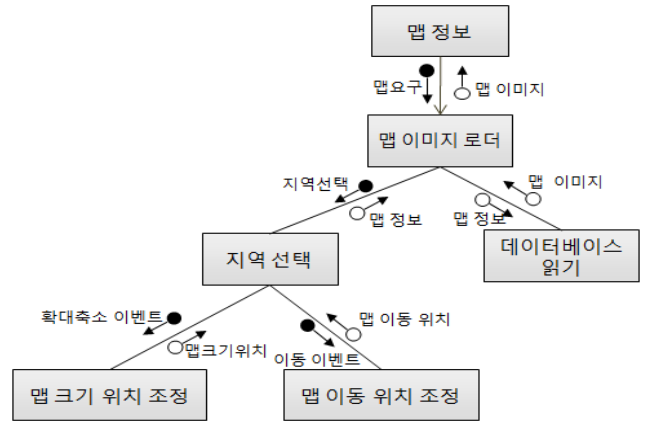 맵 정보
맵요구
맵 이미지
맵 이미지 로더
지역선택
맵 정보
맵 이미지
맵 정보
지역 선택
데이터베이스
읽기
확대축소 이벤트
맵크기위치
맵 이동 위치
이동 이벤트
맵 크기 위치 조정
맵 이동 위치 조정